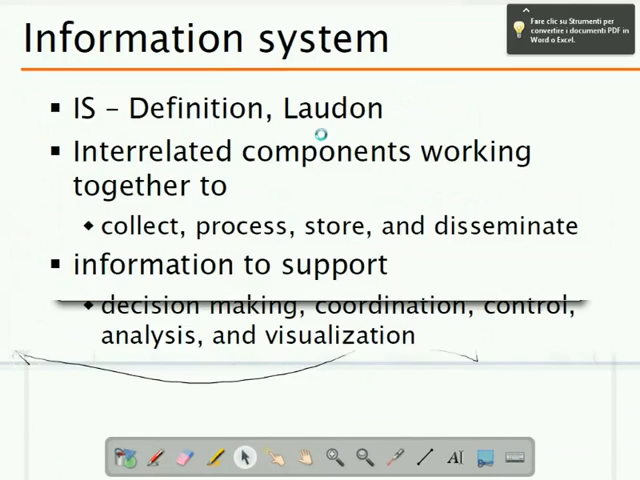 Information system
Fare clic su Strumenti per
convertire i documenti PDF in
Word o Excel.
IS – Definition, Laudon
Interrelated components working
together to
collect, process, store, and disseminate
information to support
decision making, coordination, control,
analysis, and visualization
AI